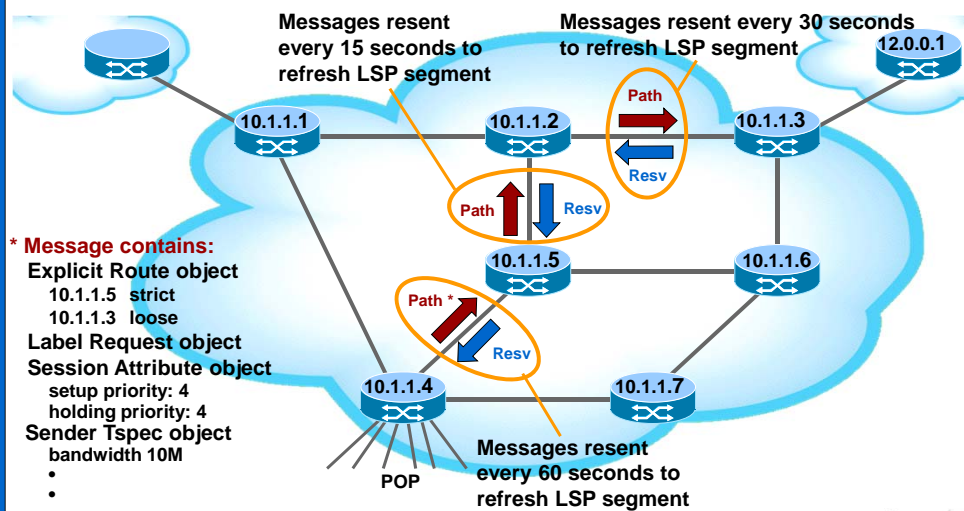 Messages resent
every 15 seconds to
refresh LSP segment
Messages resent every 30 seconds
to refresh LSP segment
12.0.0.1
10.1.1.1
10.1.1.2
Path
Resv
10.1.1.3
Path
Resv
* Message contains:
Explicit Route object
10.1.1.5 strict
10.1.1.3 loose
Label Request object
Session Attribute object
setup priority: 4
holding priority: 4
Sender Tspec object
bandwidth 10M
•
•
10.1.1.5
10.1.1.6
Path *
Resv
10.1.1.4
10.1.1.7
POP
Messages resent
every 60 seconds to
refresh LSP segment